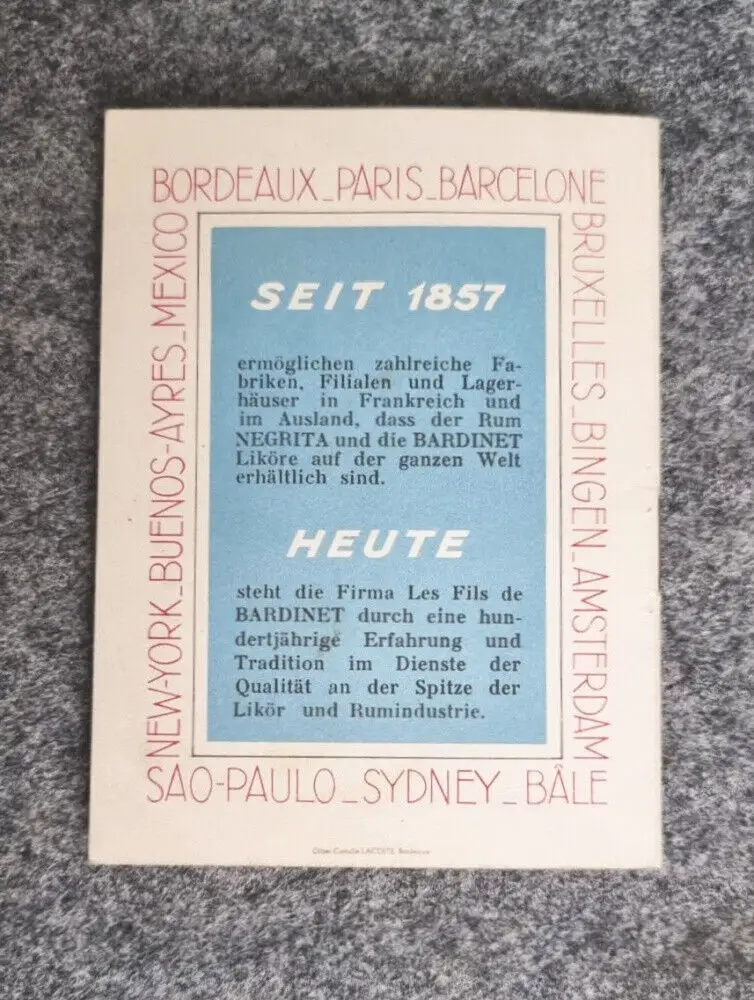 BORDEAUX_PARIS_BARCELONE
BRUXELLES_BINGEN_AMSTERDAM
SAO-PAULO_SYDNEY_BÂLE
NEW-YORK_BUENOS-AYRES_MEXICO
SEIT 1857
ermöglichen zahlreiche Fa-
briken, Filialen und Lager-
häuser in Frankreich und
im Ausland, dass der Rum
NEGRITA und die BARDINET
Liköre auf der ganzen Welt
erhältlich sind.
HEUTE
steht die Firma Les Fils de
BARDINET durch eine hun-
dertjährige Erfahrung und
Tradition im Dienste der
Qualität an der Spitze der
Likör und Rumindustrie.
LACOSTE, Bordeaux